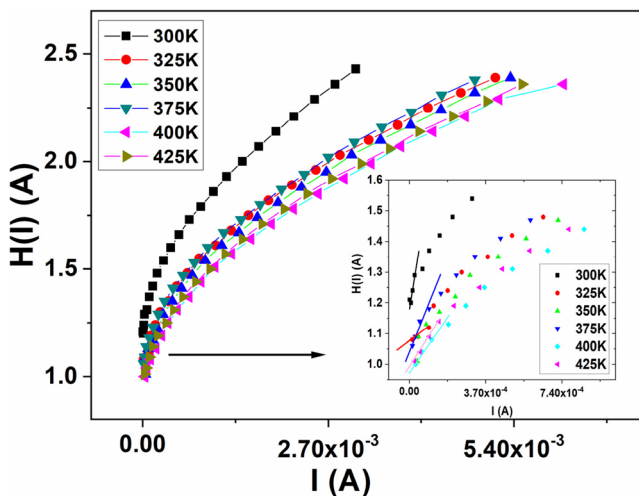 H(I) (A)
2.5
2.0
1.5
1.0
300K
325K
350K
375K
400K
425K
0.00
2.70x10⁻³
5.40x10⁻³
I (A)
H(I) (A)
1.6
1.5
1.4
1.3
1.2
1.1
1.0
300K
325K
350K
375K
400K
425K
0.00
3.70x10⁻⁴
7.40x10⁻⁴
I (A)